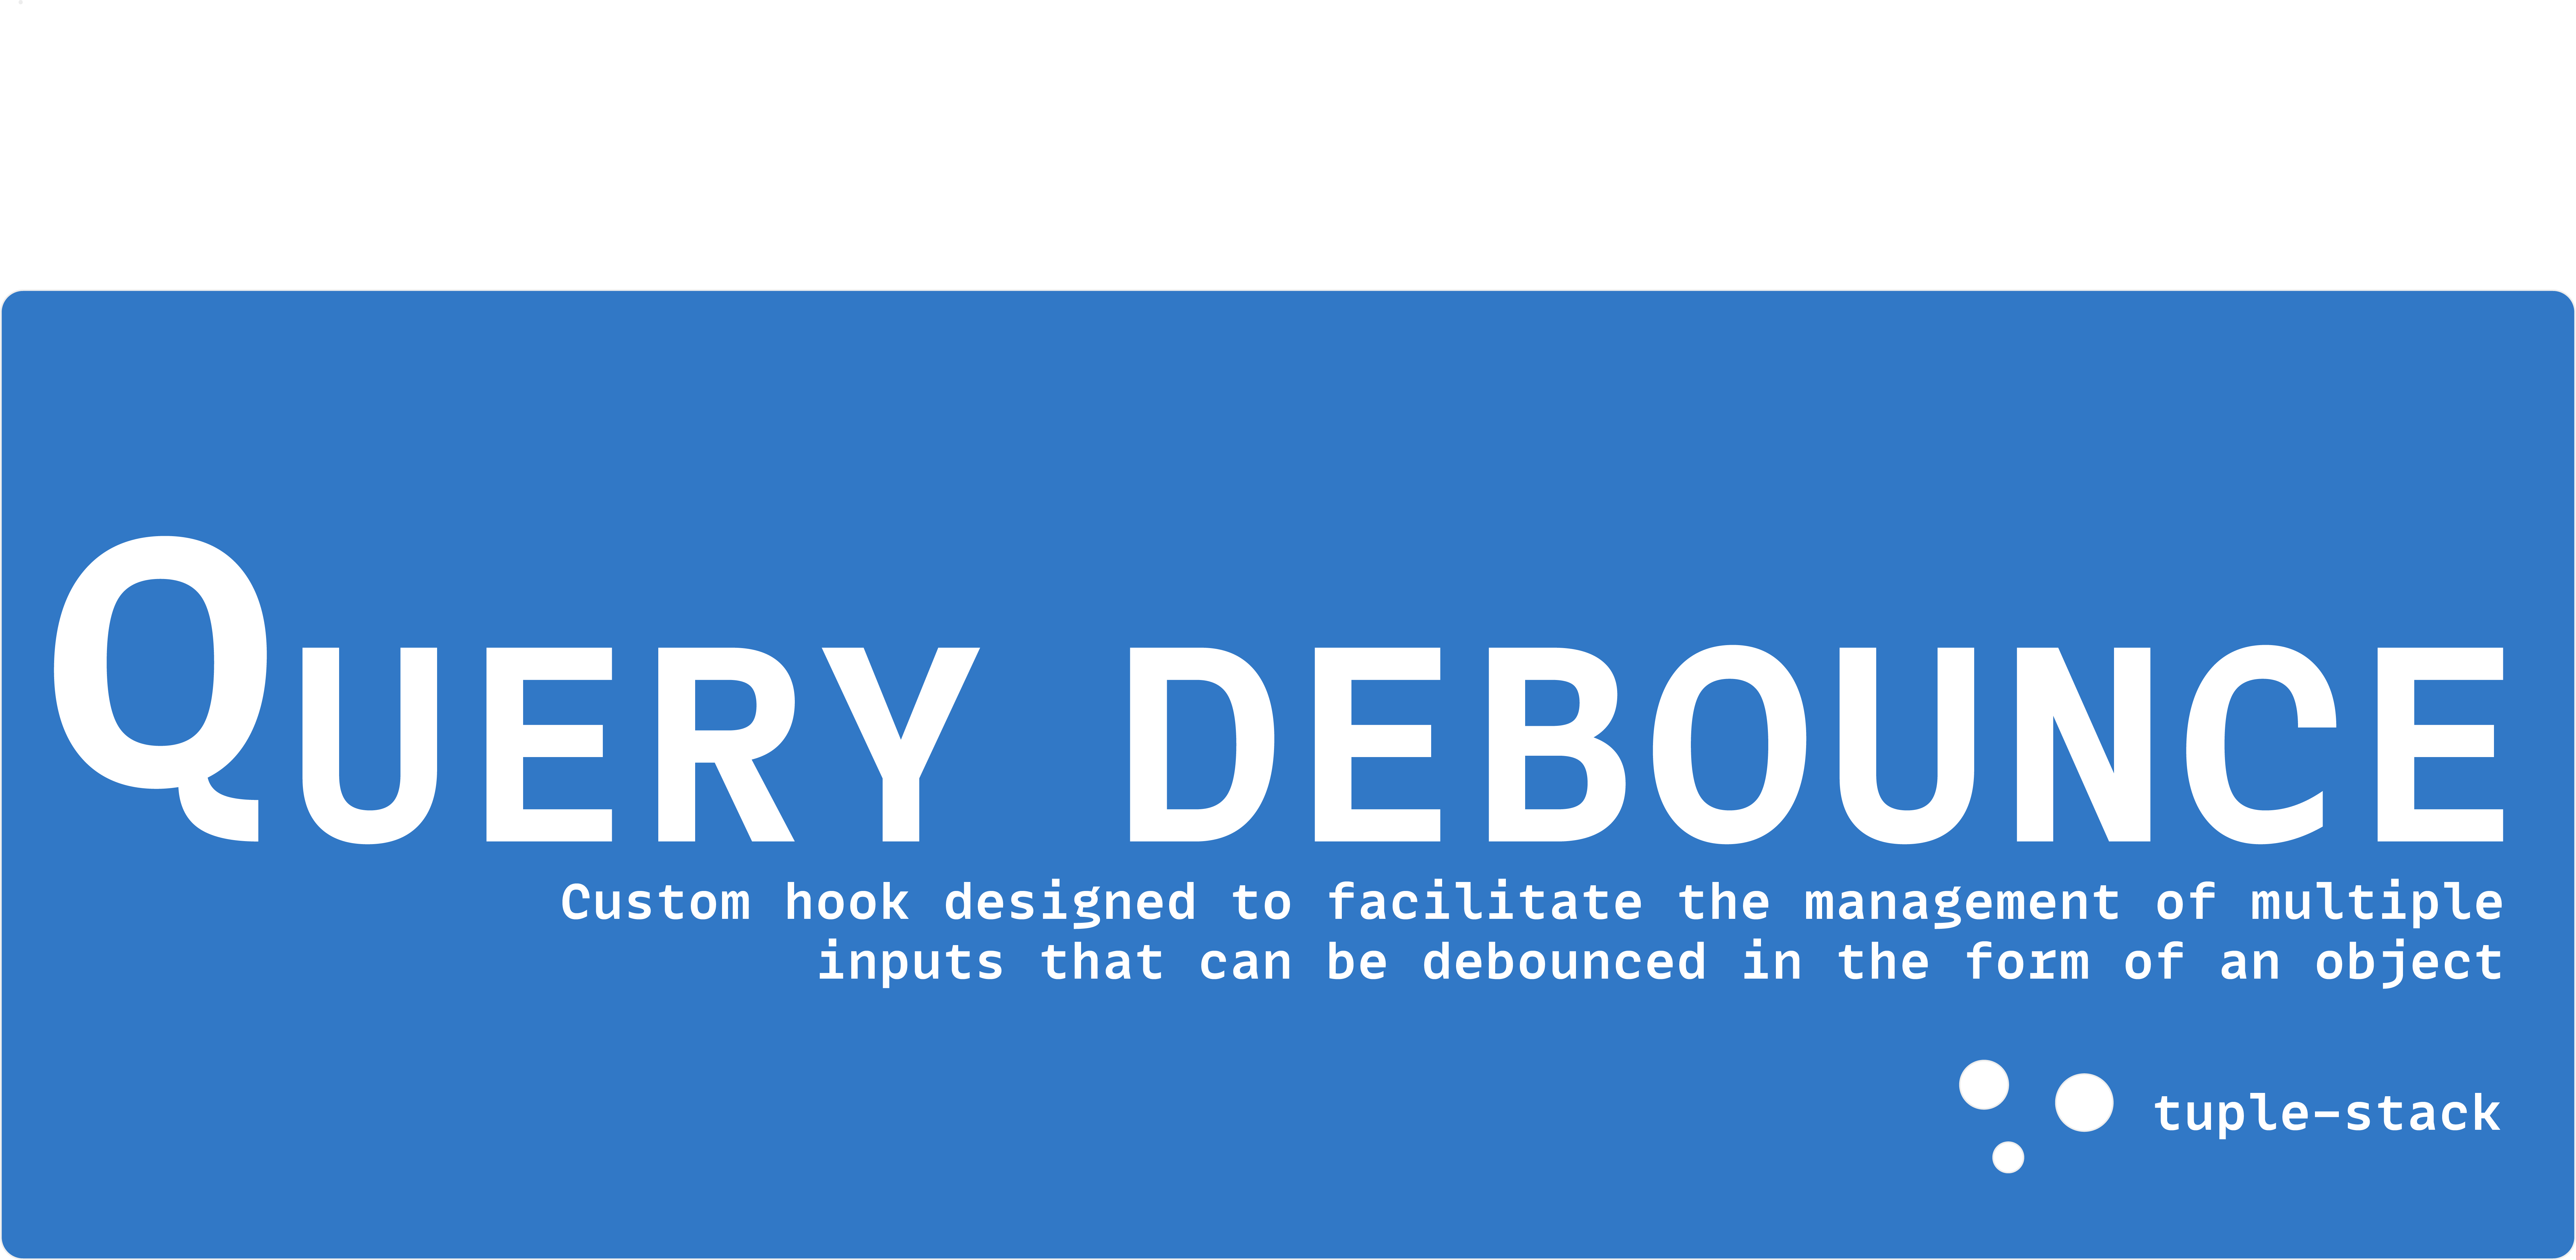 QUERY DEBOUNCE
Custom hook designed to facilitate the management of multiple
inputs that can be debounced in the form of an object
tuple-stack